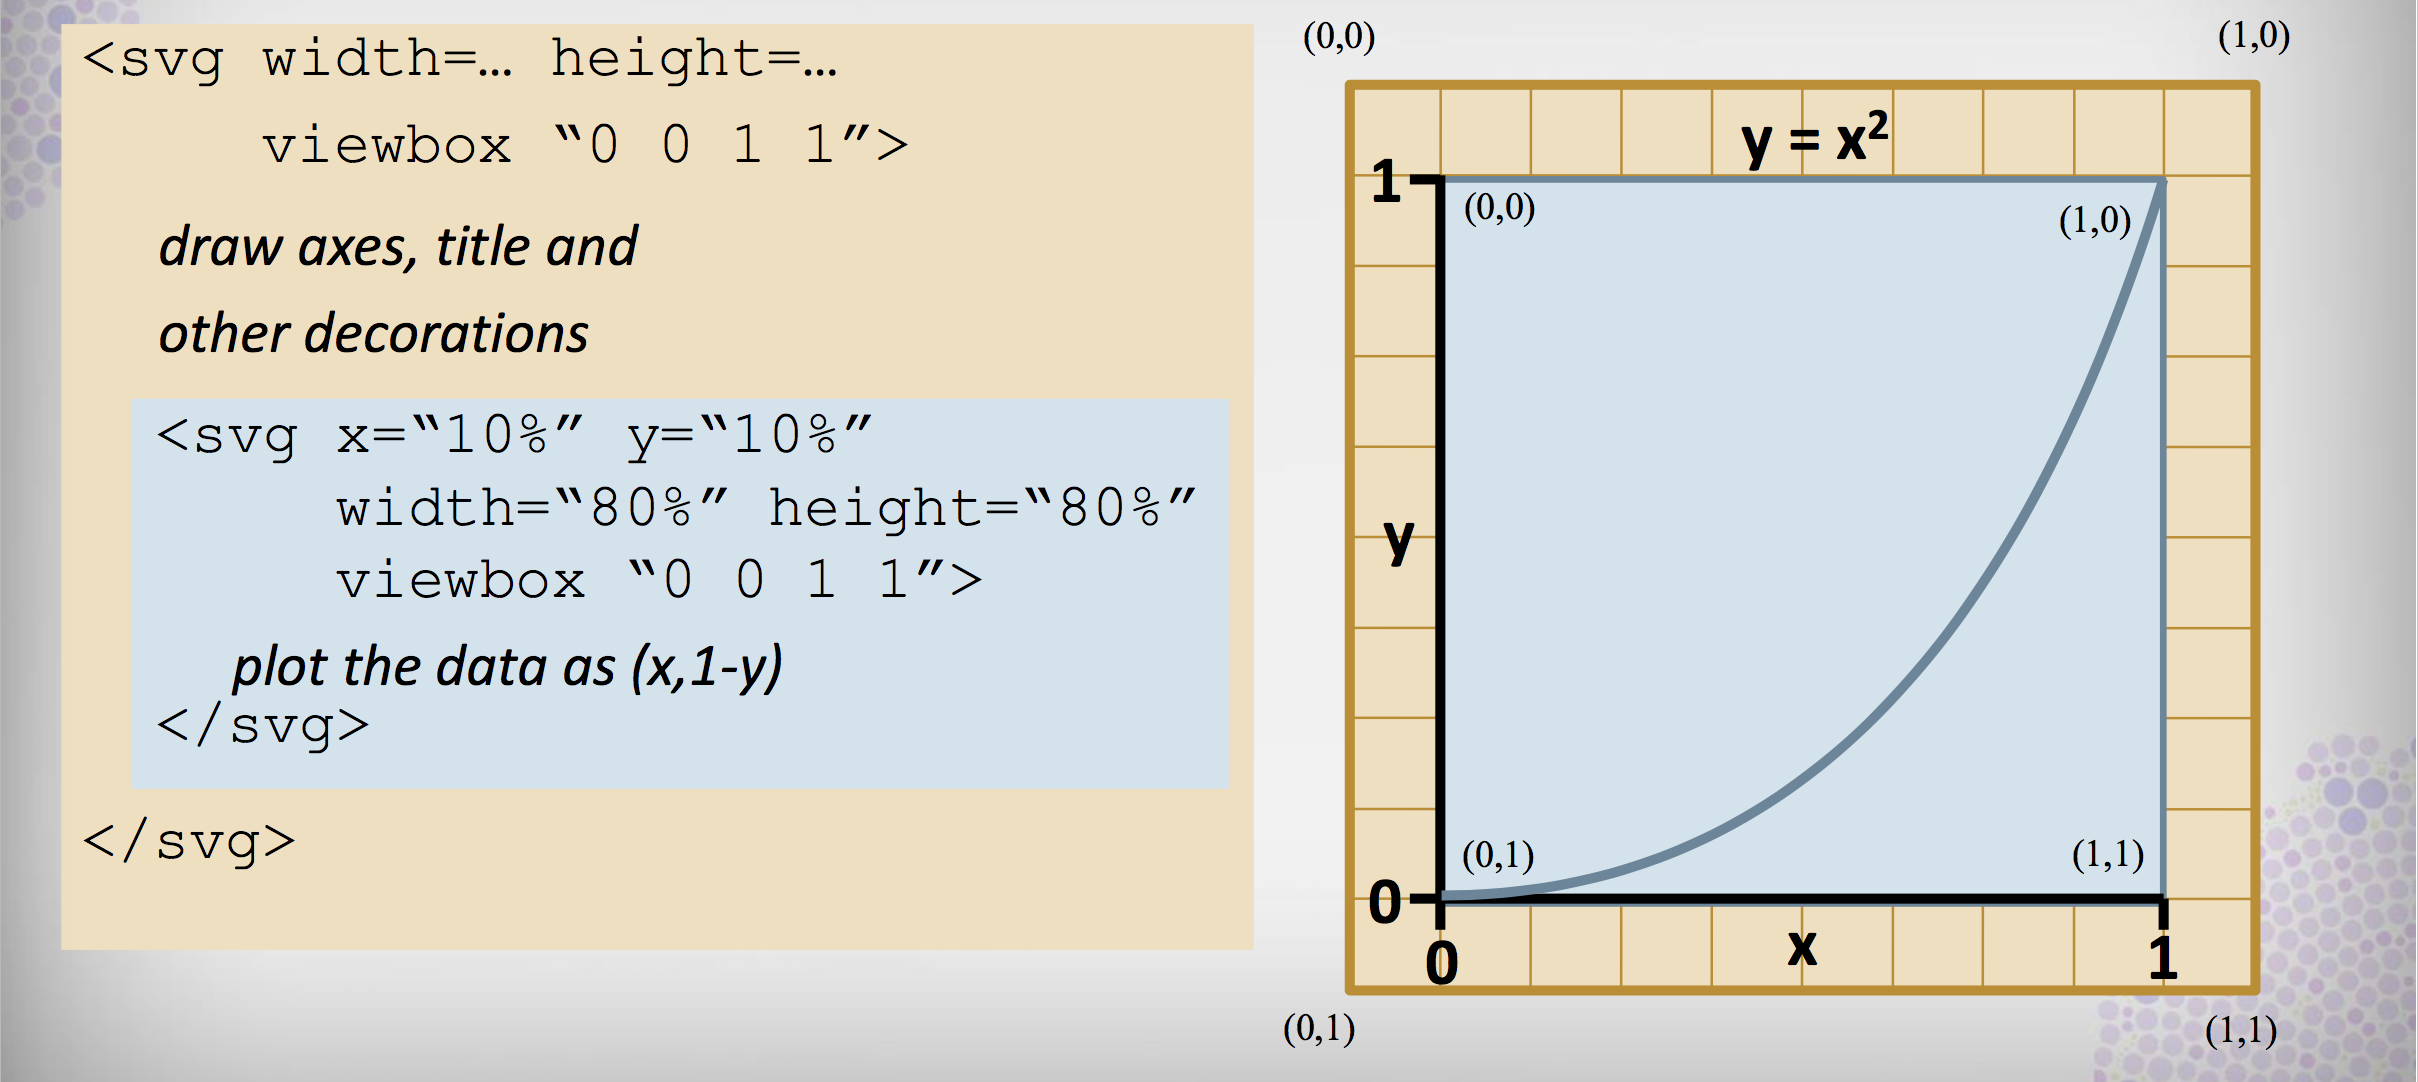 <svg width=… height=…
viewbox “0 0 1 1”>
draw axes, title and
other decorations
<svg x=“10%” y=“10%”
width=“80%” height=“80%”
viewbox “0 0 1 1”>
plot the data as (x,1-y)
</svg>
</svg>
(0,0)
(1,0)
y = x²
1
(0,0)
(1,0)
y
(0,1)
(1,1)
0
0
x
1
(0,1)
(1,1)